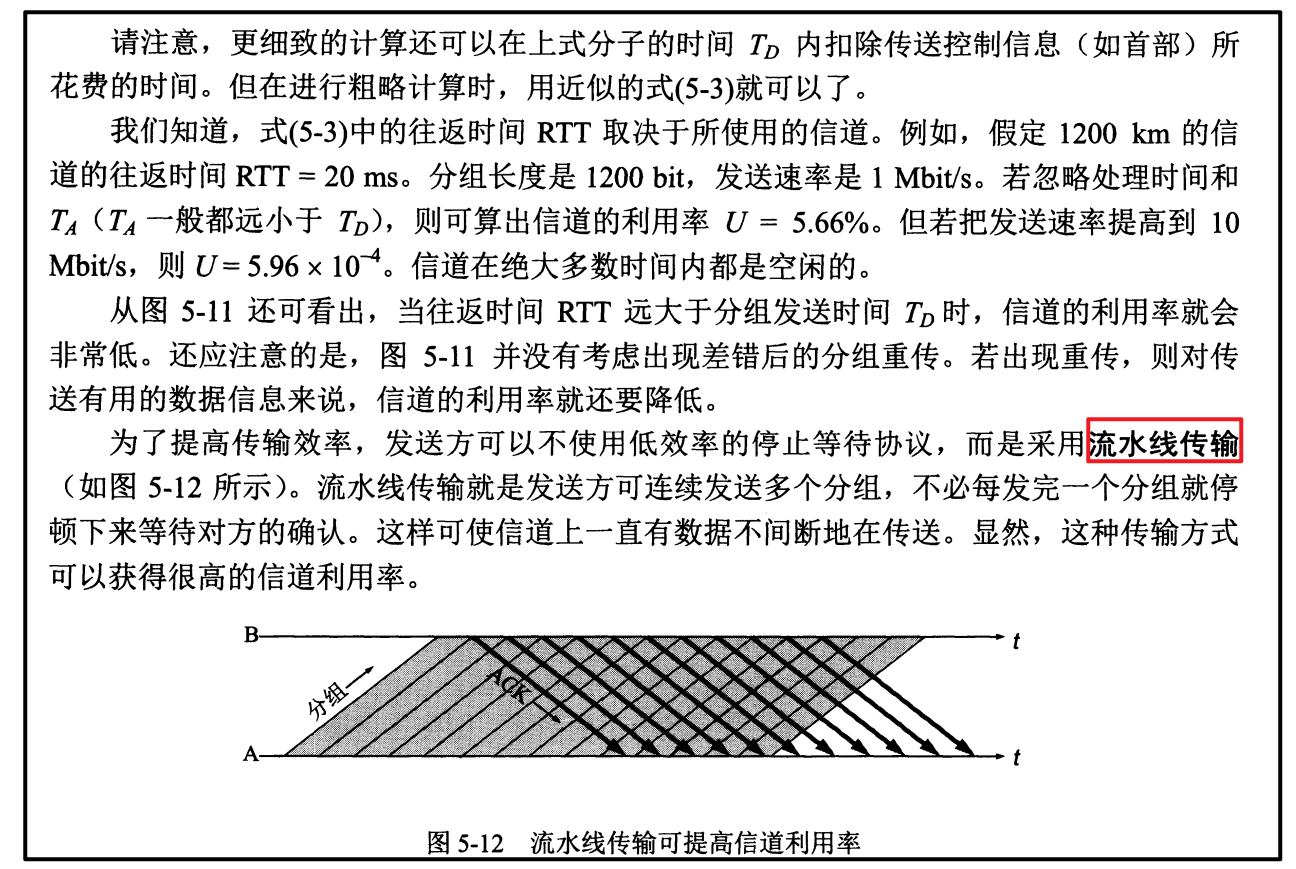 请注意，更细致的计算还可以在上式分子的时间 T_D 内扣除传送控制信息（如首部）所
花费的时间。但在进行粗略计算时，用近似的式(5-3)就可以了。
我们知道，式(5-3)中的往返时间 RTT 取决于所使用的信道。例如，假定 1200 km 的信
道的往返时间 RTT = 20 ms。分组长度是 1200 bit，发送速率是 1 Mbit/s。若忽略处理时间和
T_A（T_A 一般都远小于 T_D），则可算出信道的利用率 U = 5.66%。但若把发送速率提高到 10
Mbit/s，则 U = 5.96 × 10⁻⁴。信道在绝大多数时间内都是空闲的。
从图 5-11 还可看出，当往返时间 RTT 远大于分组发送时间 T_D 时，信道的利用率就会
非常低。还应注意的是，图 5-11 并没有考虑出现差错后的分组重传。若出现重传，则对传
送有用的数据信息来说，信道的利用率就还要降低。
为了提高传输效率，发送方可以不使用低效率的停止等待协议，而是采用流水线传输
（如图 5-12 所示）。流水线传输就是发送方可连续发送多个分组，不必每发完一个分组就停
顿下来等待对方的确认。这样可使信道上一直有数据不间断地在传送。显然，这种传输方式
可以获得很高的信道利用率。
B
t
分组
ACK
A
t
图 5-12 流水线传输可提高信道利用率